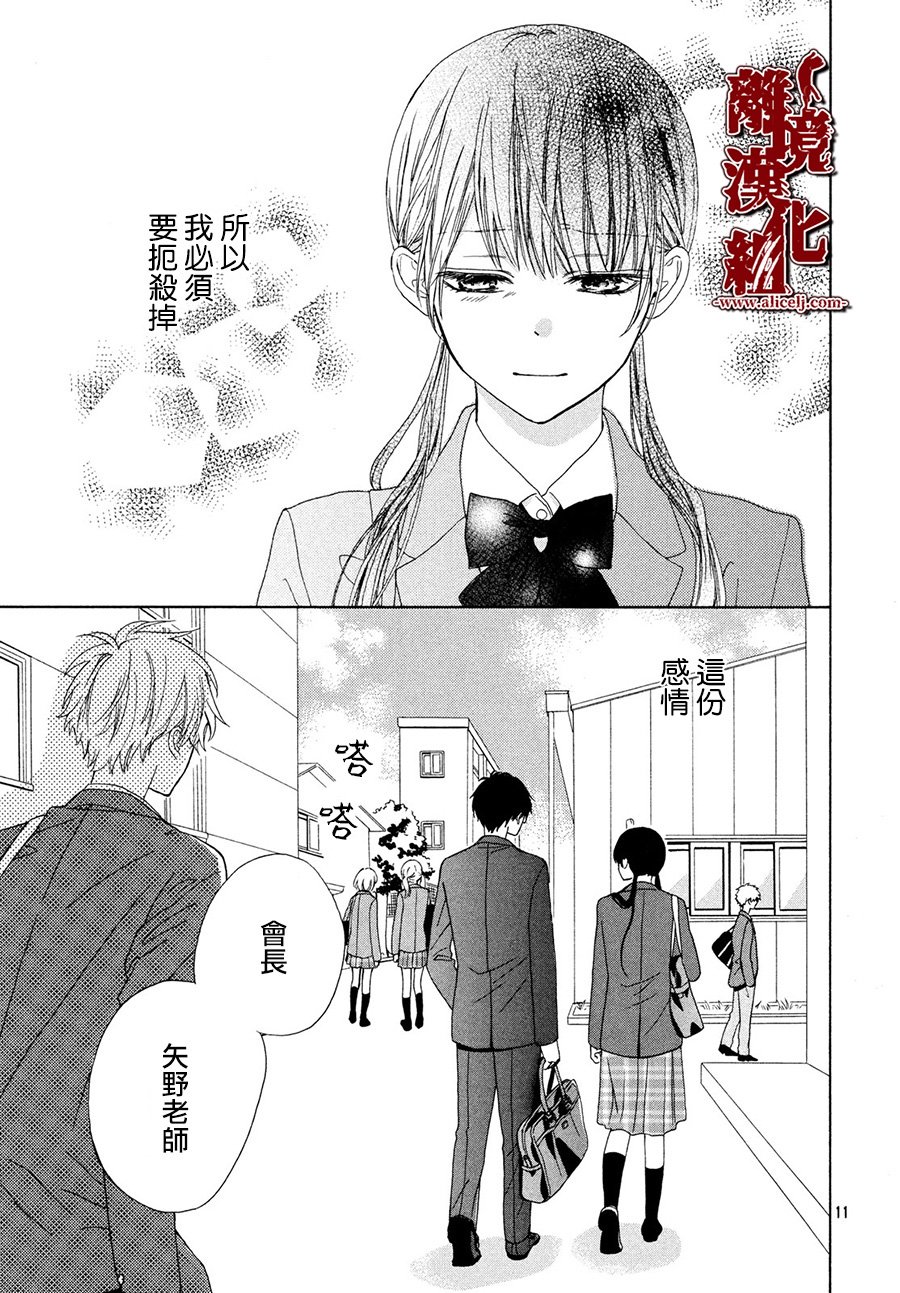 離境
漢化
組
-www.alicelj.com-
所以
我必須
要扼殺掉
這份
感情
嗒
嗒
會長
矢野老師
11